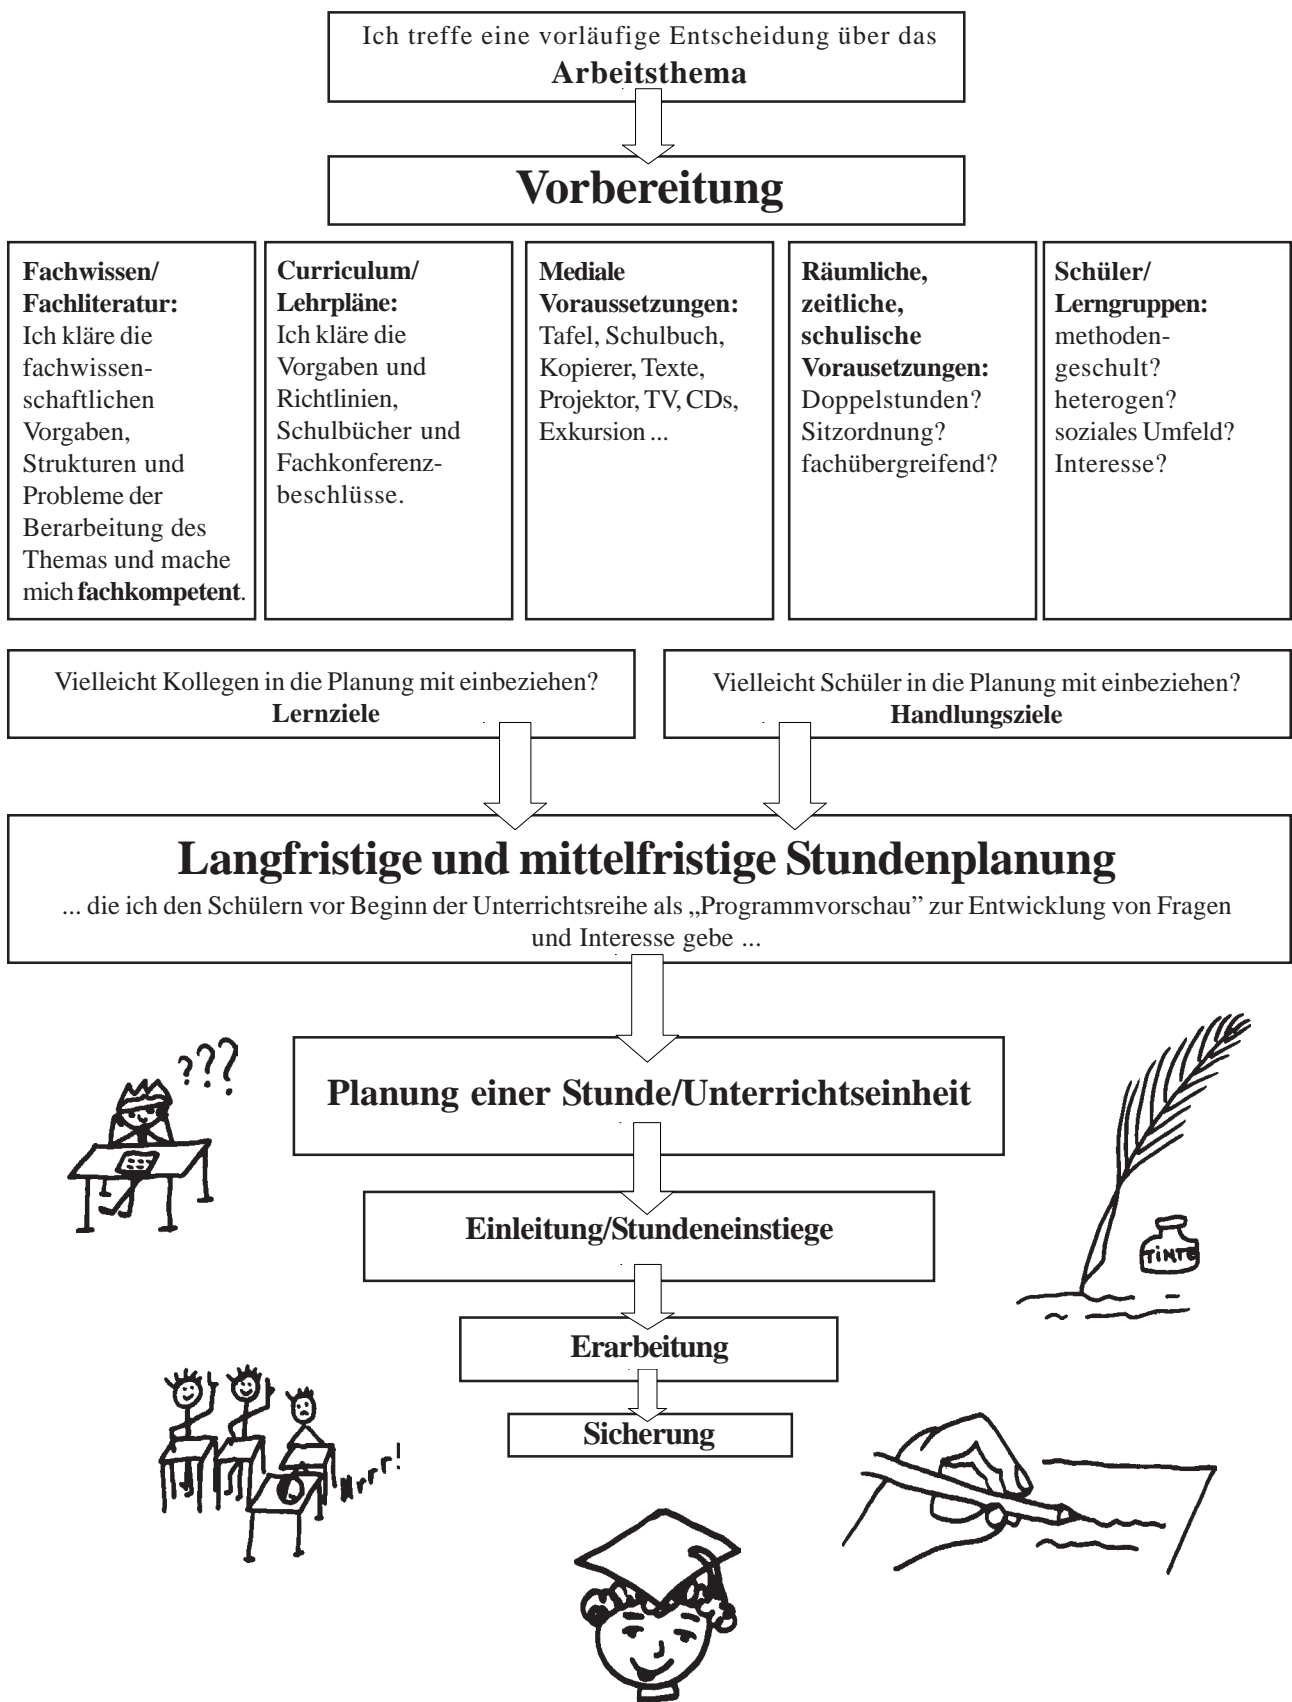 Ich treffe eine vorläufige Entscheidung über das
Arbeitsthema
Vorbereitung
Fachwissen/
Fachliteratur:
Ich kläre die
fachwissen-
schaftlichen
Vorgaben,
Strukturen und
Probleme der
Berarbeitung des
Themas und mache
mich fachkompetent.
Curriculum/
Lehrpläne:
Ich kläre die
Vorgaben und
Richtlinien,
Schulbücher und
Fachkonferenz-
beschlüsse.
Mediale
Voraussetzungen:
Tafel, Schulbuch,
Kopierer, Texte,
Projektor, TV, CDs,
Exkursion ...
Räumliche,
zeitliche,
schulische
Vorausetzungen:
Doppelstunden?
Sitzordnung?
fachübergreifend?
Schüler/
Lerngruppen:
methoden-
geschult?
heterogen?
soziales Umfeld?
Interesse?
Vielleicht Kollegen in die Planung mit einbeziehen?
Lernziele
Vielleicht Schüler in die Planung mit einbeziehen?
Handlungsziele
Langfristige und mittelfristige Stundenplanung
... die ich den Schülern vor Beginn der Unterrichtsreihe als „Programmvorschau” zur Entwicklung von Fragen
und Interesse gebe ...
???
Planung einer Stunde/Unterrichtseinheit
Einleitung/Stundeneinstiege
TiNTE
Erarbeitung
Sicherung